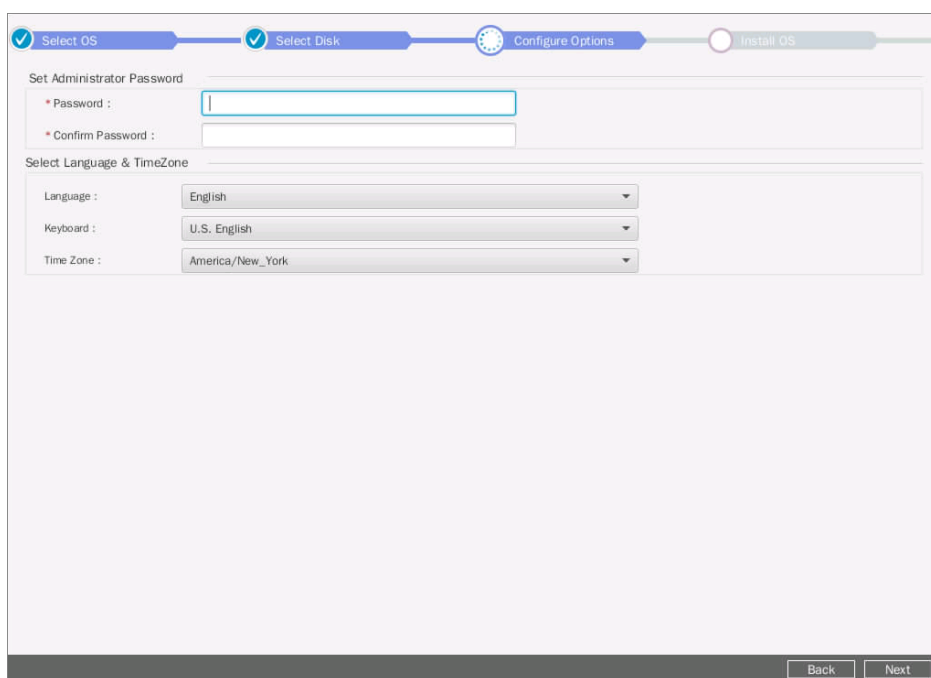 Select OS
Select Disk
Configure Options
Install OS
Set Administrator Password
* Password :
* Confirm Password :
Select Language & TimeZone
Language : English
Keyboard : U.S. English
Time Zone : America/New_York
Back
Next